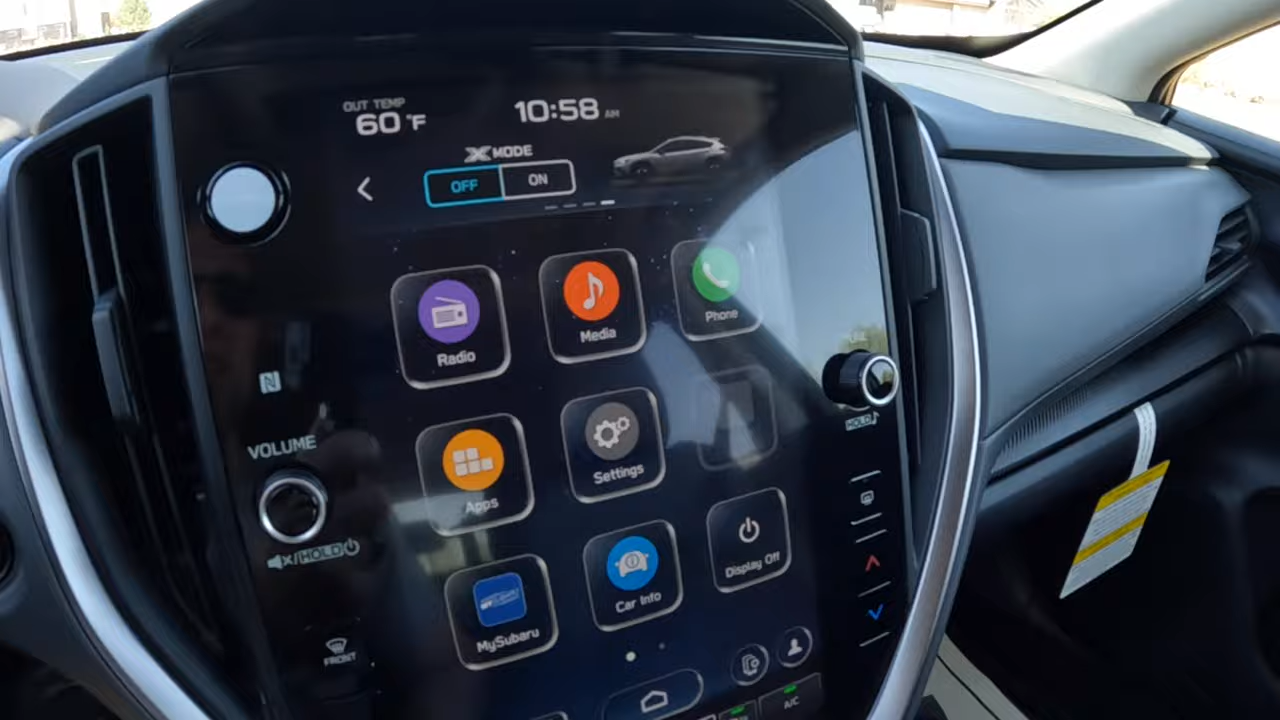 OUT TEMP
60 °F
10:58 AM
X MODE
OFF ON
Radio
Media
Phone
VOLUME
HOLD
HOLD
Apps
Settings
Display Off
MySubaru
Car Info
FRONT
A/C